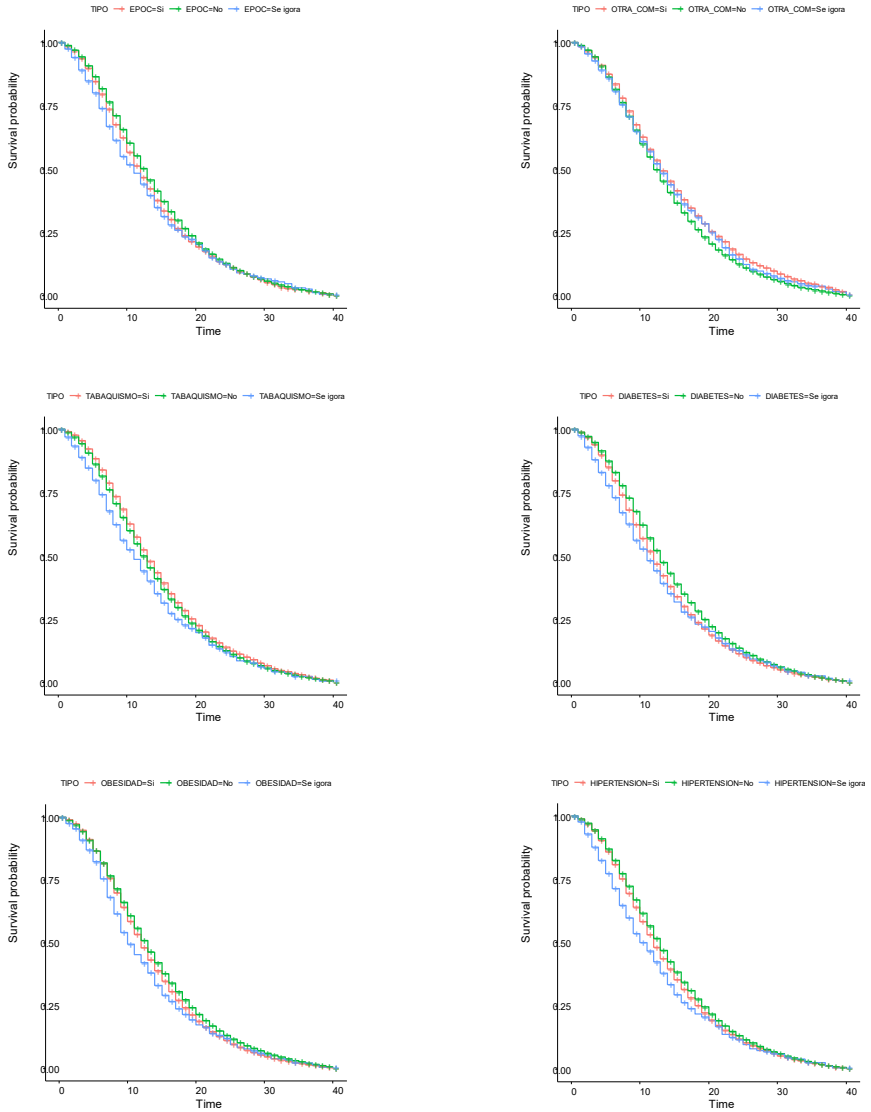 TIPO EPOC=Si EPOC=No EPOC=Se igora
Survival probability
1.00
0.75
0.50
0.25
0.00
0 10 20 30 40
Time
TIPO OTRA_COM=Si OTRA_COM=No OTRA_COM=Se igora
Survival probability
1.00
0.75
0.50
0.25
0.00
0 10 20 30 40
Time
TIPO TABAQUISMO=Si TABAQUISMO=No TABAQUISMO=Se igora
Survival probability
1.00
0.75
0.50
0.25
0.00
0 10 20 30 40
Time
TIPO DIABETES=Si DIABETES=No DIABETES=Se igora
Survival probability
1.00
0.75
0.50
0.25
0.00
0 10 20 30 40
Time
TIPO OBESIDAD=Si OBESIDAD=No OBESIDAD=Se igora
Survival probability
1.00
0.75
0.50
0.25
0.00
0 10 20 30 40
Time
TIPO HIPERTENSION=Si HIPERTENSION=No HIPERTENSION=Se igora
Survival probability
1.00
0.75
0.50
0.25
0.00
0 10 20 30 40
Time